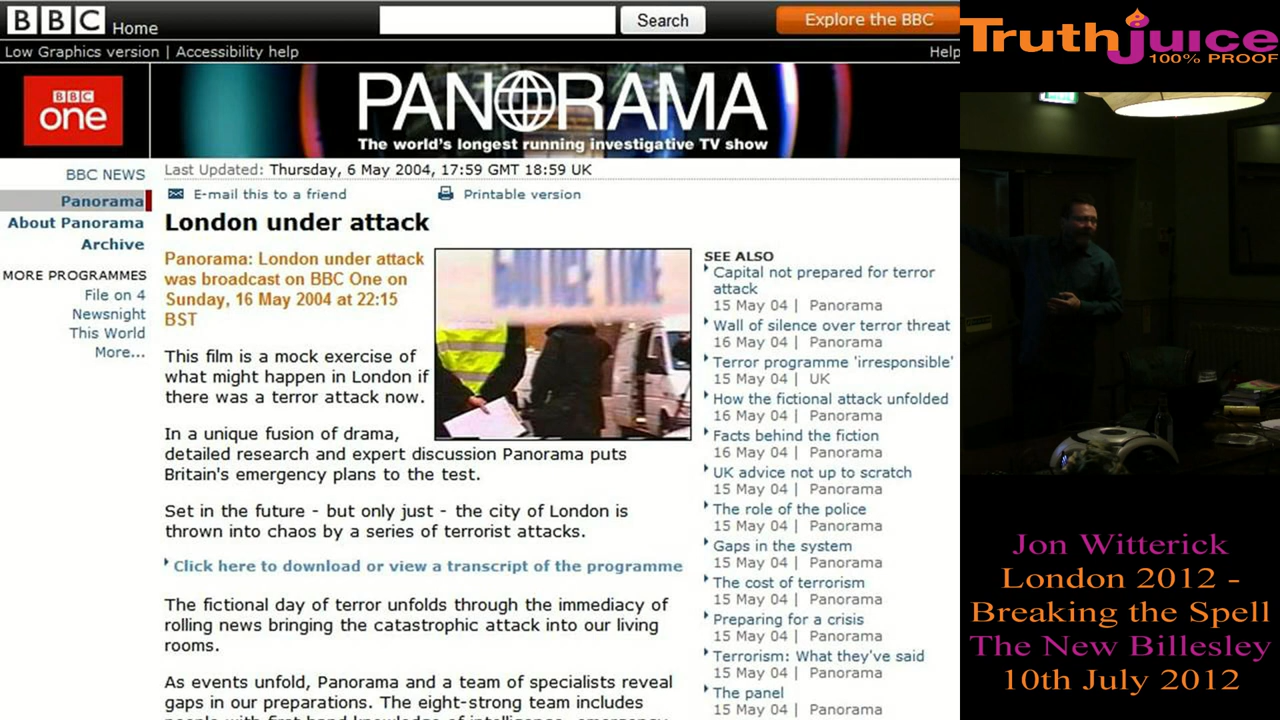 BBC Home
Search
Explore the BBC
Low Graphics version | Accessibility help
Help
BBC
one
PANORAMA
The world's longest running investigative TV show
BBC NEWS
Panorama
About Panorama
Archive
MORE PROGRAMMES
File on 4
Newsnight
This World
More...
Last Updated: Thursday, 6 May 2004, 17:59 GMT 18:59 UK
E-mail this to a friend
Printable version
London under attack
Panorama: London under attack
was broadcast on BBC One on
Sunday, 16 May 2004 at 22:15
BST
This film is a mock exercise of
what might happen in London if
there was a terror attack now.
In a unique fusion of drama,
detailed research and expert discussion Panorama puts
Britain's emergency plans to the test.
Set in the future - but only just - the city of London is
thrown into chaos by a series of terrorist attacks.
Click here to download or view a transcript of the programme
The fictional day of terror unfolds through the immediacy of
rolling news bringing the catastrophic attack into our living
rooms.
As events unfold, Panorama and a team of specialists reveal
gaps in our preparations. The eight-strong team includes
people with first hand knowledge of intelligence, emergency
SEE ALSO
Capital not prepared for terror
attack
15 May 04 | Panorama
Wall of silence over terror threat
16 May 04 | Panorama
Terror programme 'irresponsible'
15 May 04 | UK
How the fictional attack unfolded
16 May 04 | Panorama
Facts behind the fiction
16 May 04 | Panorama
UK advice not up to scratch
15 May 04 | Panorama
The role of the police
15 May 04 | Panorama
Gaps in the system
15 May 04 | Panorama
The cost of terrorism
15 May 04 | Panorama
Preparing for a crisis
15 May 04 | Panorama
Terrorism: What they've said
15 May 04 | Panorama
The panel
15 May 04 | Panorama
Truthjuice
100% PROOF
Jon Witterick
London 2012 -
Breaking the Spell
The New Billesley
10th July 2012